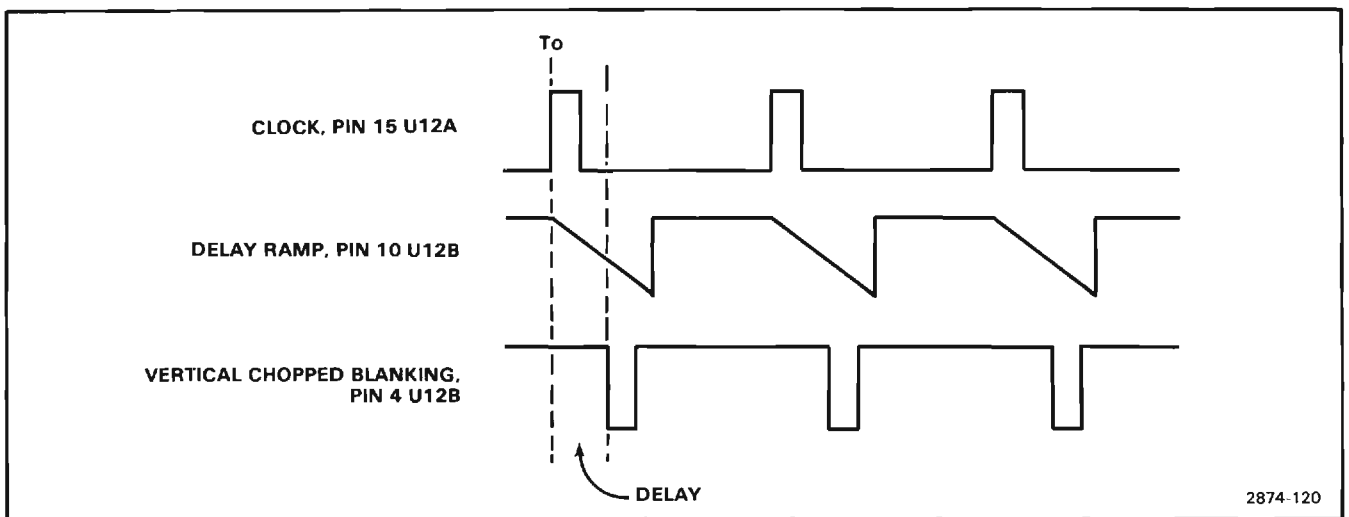 To
CLOCK, PIN 15 U12A
DELAY RAMP, PIN 10 U12B
VERTICAL CHOPPED BLANKING,
PIN 4 U12B
DELAY
2874-120